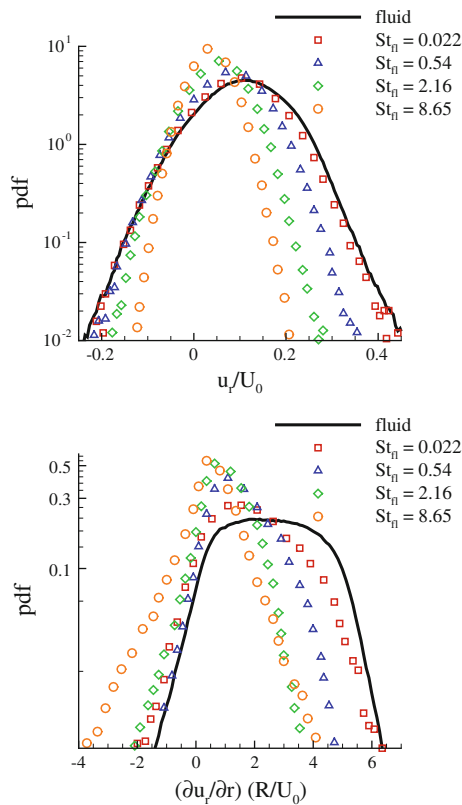 fluid
St_fl = 0.022
St_fl = 0.54
St_fl = 2.16
St_fl = 8.65
10^1
10^0
10^-1
10^-2
pdf
-0.2 0 0.2 0.4
u_r/U_0
fluid
St_fl = 0.022
St_fl = 0.54
St_fl = 2.16
St_fl = 8.65
0.5
0.3
0.1
pdf
-4 -2 0 2 4 6
(∂u_r/∂r) (R/U_0)